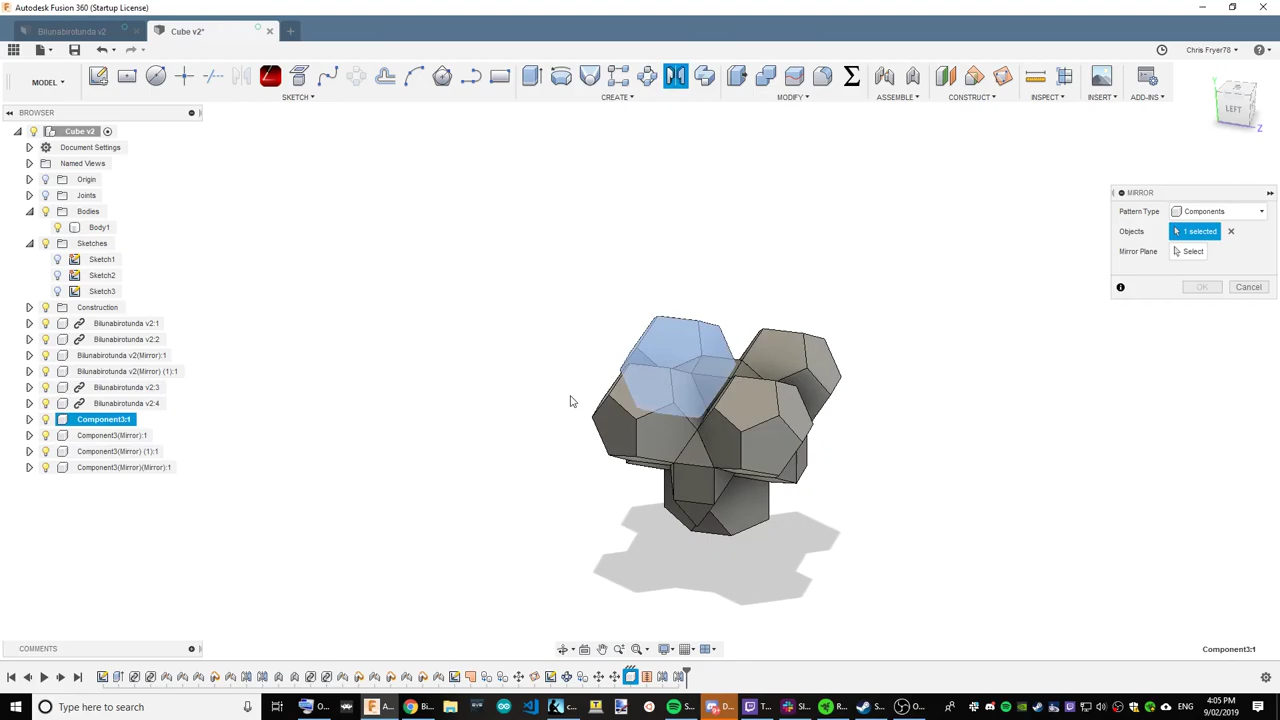 Autodesk Fusion 360 (Startup License)
Bilunabirotunda v2
Cube v2*
Chris Fryer78
MODEL
SKETCH
CREATE
MODIFY
ASSEMBLE
CONSTRUCT
INSPECT
INSERT
ADD-INS
BROWSER
Cube v2
Document Settings
Named Views
Origin
Joints
Bodies
Body1
Sketches
Sketch1
Sketch2
Sketch3
Construction
Bilunabirotunda v2:1
Bilunabirotunda v2:2
Bilunabirotunda v2(Mirror):1
Bilunabirotunda v2(Mirror) (1):1
Bilunabirotunda v2:3
Bilunabirotunda v2:4
Component3:1
Component3(Mirror):1
Component3(Mirror) (1):1
Component3(Mirror)(Mirror):1
Y
LEFT
Z
MIRROR
Pattern Type Components
Objects 1 selected
Mirror Plane Select
OK Cancel
COMMENTS
Component3:1
Type here to search
O...
A...
Bil...
C...
S...
D...
T...
Sl...
R...
St...
O...
4:05 PM
9/02/2019